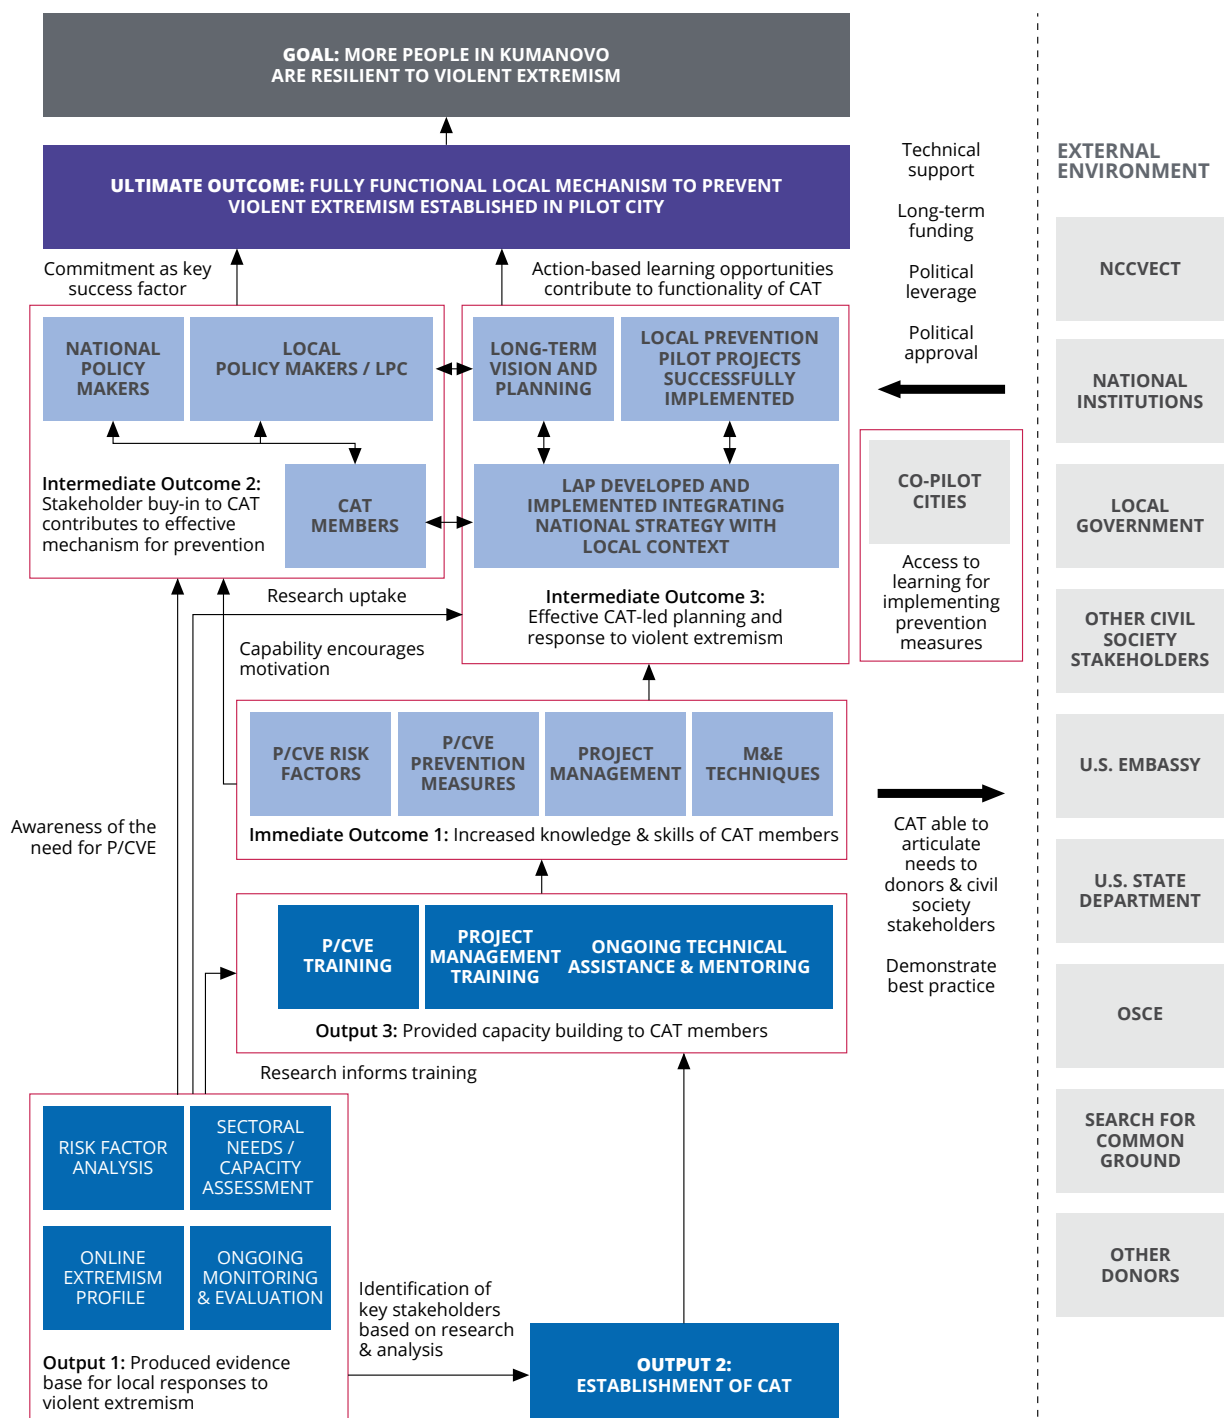 GOAL: MORE PEOPLE IN KUMANOVO
ARE RESILIENT TO VIOLENT EXTREMISM
ULTIMATE OUTCOME: FULLY FUNCTIONAL LOCAL MECHANISM TO PREVENT
VIOLENT EXTREMISM ESTABLISHED IN PILOT CITY
Commitment as key
success factor
Action-based learning opportunities
contribute to functionality of CAT
NATIONAL
POLICY
MAKERS
LOCAL
POLICY MAKERS / LPC
CAT
MEMBERS
Intermediate Outcome 2:
Stakeholder buy-in to CAT
contributes to effective
mechanism for prevention
LONG-TERM
VISION AND
PLANNING
LOCAL PREVENTION
PILOT PROJECTS
SUCCESSFULLY
IMPLEMENTED
LAP DEVELOPED AND
IMPLEMENTED INTEGRATING
NATIONAL STRATEGY WITH
LOCAL CONTEXT
Intermediate Outcome 3:
Effective CAT-led planning and
response to violent extremism
Research uptake
Capability encourages
motivation
P/CVE RISK
FACTORS
P/CVE
PREVENTION
MEASURES
PROJECT
MANAGEMENT
M&E
TECHNIQUES
Immediate Outcome 1: Increased knowledge & skills of CAT members
Awareness of the
need for P/CVE
P/CVE
TRAINING
PROJECT
MANAGEMENT
TRAINING
ONGOING TECHNICAL
ASSISTANCE & MENTORING
Output 3: Provided capacity building to CAT members
Research informs training
RISK FACTOR
ANALYSIS
SECTORAL
NEEDS /
CAPACITY
ASSESSMENT
ONLINE
EXTREMISM
PROFILE
ONGOING
MONITORING
& EVALUATION
Output 1: Produced evidence
base for local responses to
violent extremism
Identification of
key stakeholders
based on research
& analysis
OUTPUT 2:
ESTABLISHMENT OF CAT
Technical
support
Long-term
funding
Political
leverage
Political
approval
CO-PILOT
CITIES
Access to
learning for
implementing
prevention
measures
CAT able to
articulate
needs to
donors & civil
society
stakeholders
Demonstrate
best practice
EXTERNAL
ENVIRONMENT
NCCVECT
NATIONAL
INSTITUTIONS
LOCAL
GOVERNMENT
OTHER CIVIL
SOCIETY
STAKEHOLDERS
U.S. EMBASSY
U.S. STATE
DEPARTMENT
OSCE
SEARCH FOR
COMMON
GROUND
OTHER
DONORS